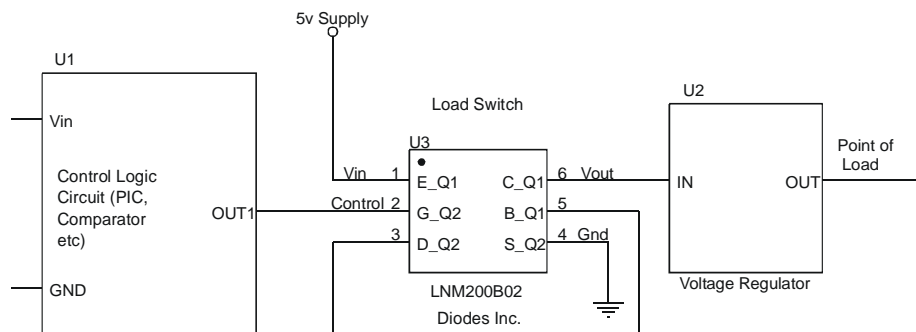 5v Supply
U1
Vin
Control Logic
Circuit (PIC,
Comparator
etc)
OUT1
GND
Load Switch
U3
Vin 1 E_Q1 C_Q1 6 Vout
Control 2 G_Q2 B_Q1 5
3 D_Q2 S_Q2 4 Gnd
LNM200B02
Diodes Inc.
U2
IN
OUT
Voltage Regulator
Point of
Load